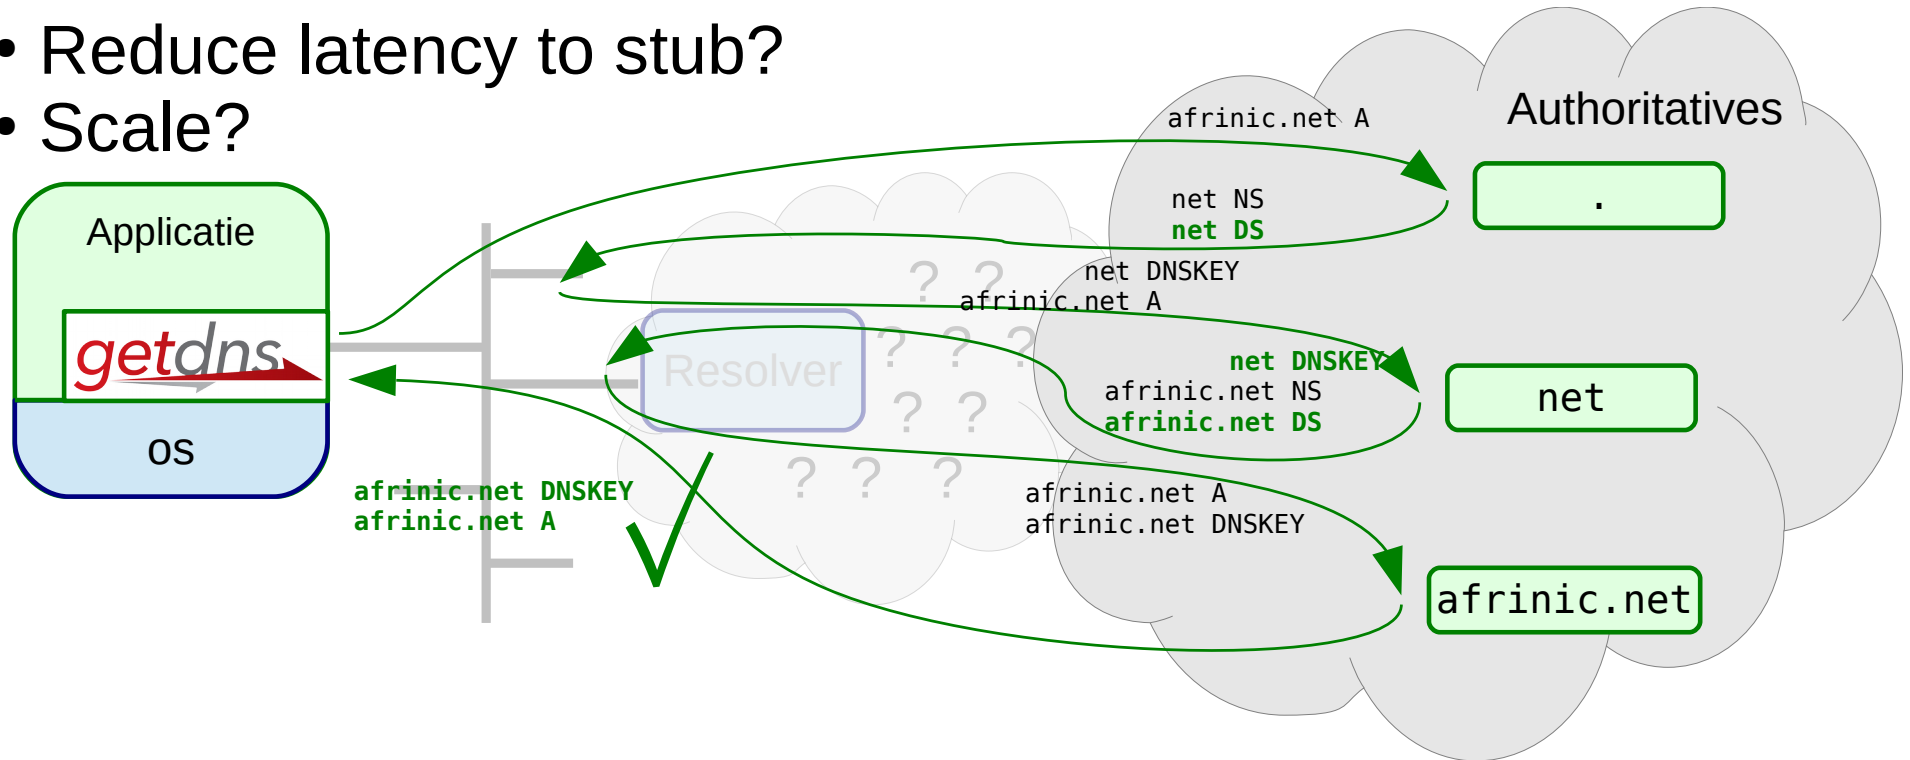 • Reduce latency to stub?
• Scale?
Authoritatives
afrinic.net A
.
net NS
net DS
Applicatie
net DNSKEY
afrinic.net A
? ?
? ? ?
? ?
? ? ?
getdns
Resolver
net DNSKEY
afrinic.net NS
afrinic.net DS
net
os
afrinic.net DNSKEY
afrinic.net A
afrinic.net A
afrinic.net DNSKEY
afrinic.net